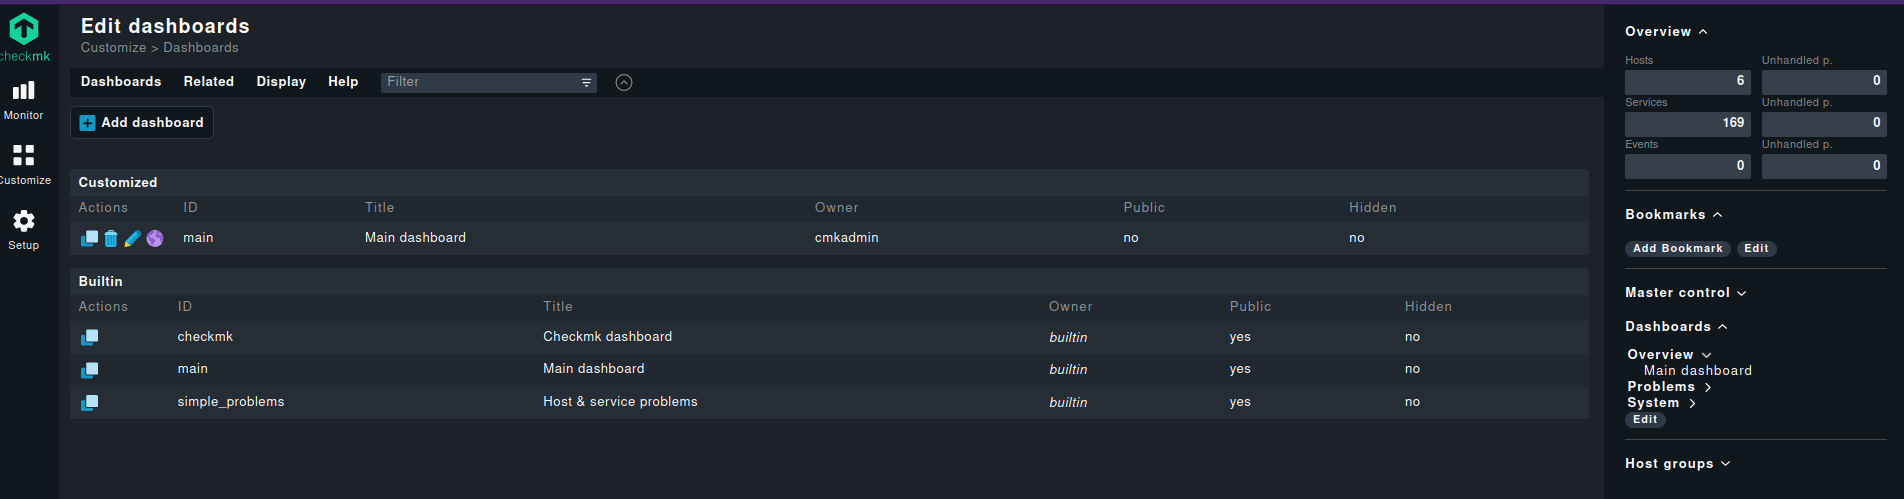 Edit dashboards
Customize > Dashboards
Dashboards Related Display Help Filter
Add dashboard
Customized
Actions ID Title Owner Public Hidden
main Main dashboard cmkadmin no no
Builtin
Actions ID Title Owner Public Hidden
checkmk Checkmk dashboard builtin yes no
main Main dashboard builtin yes no
simple_problems Host & service problems builtin yes no
checkmk
Monitor
Customize
Setup
Overview
Hosts Unhandled p.
6 0
Services Unhandled p.
169 0
Events Unhandled p.
0 0
Bookmarks
Add Bookmark Edit
Master control
Dashboards
Overview
Main dashboard
Problems
System
Edit
Host groups